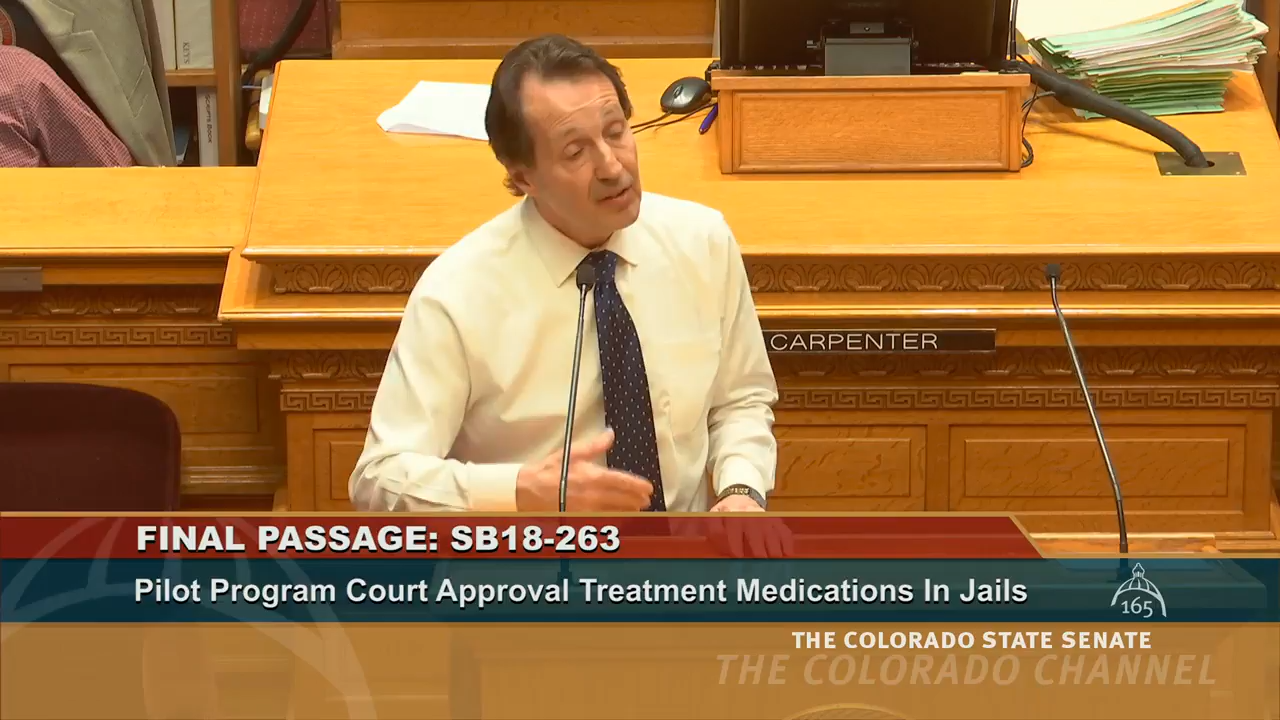 KEYS
CARPENTER
FINAL PASSAGE: SB18-263
Pilot Program Court Approval Treatment Medications In Jails
165
THE COLORADO STATE SENATE
THE COLORADO CHANNEL